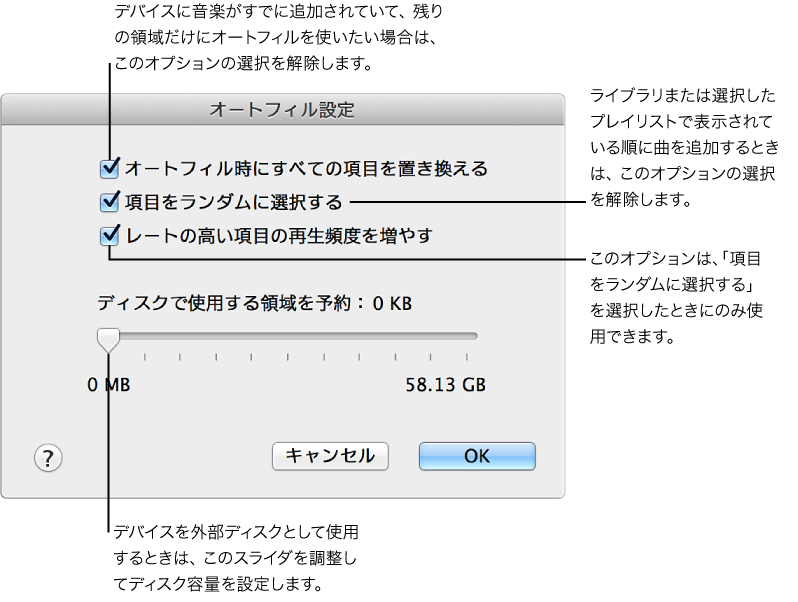 デバイスに音楽がすでに追加されていて、残り
の領域だけにオートフィルを使いたい場合は、
このオプションの選択を解除します。
オートフィル設定
ライブラリまたは選択した
プレイリストで表示されて
いる順に曲を追加するとき
は、このオプションの選択
を解除します。
オートフィル時にすべての項目を置き換える
項目をランダムに選択する
レートの高い項目の再生頻度を増やす
このオプションは、「項目
をランダムに選択する」
を選択したときにのみ使
用できます。
ディスクで使用する領域を予約：0 KB
0 MB
58.13 GB
?
キャンセル
OK
デバイスを外部ディスクとして使用
するときは、このスライダを調整し
てディスク容量を設定します。